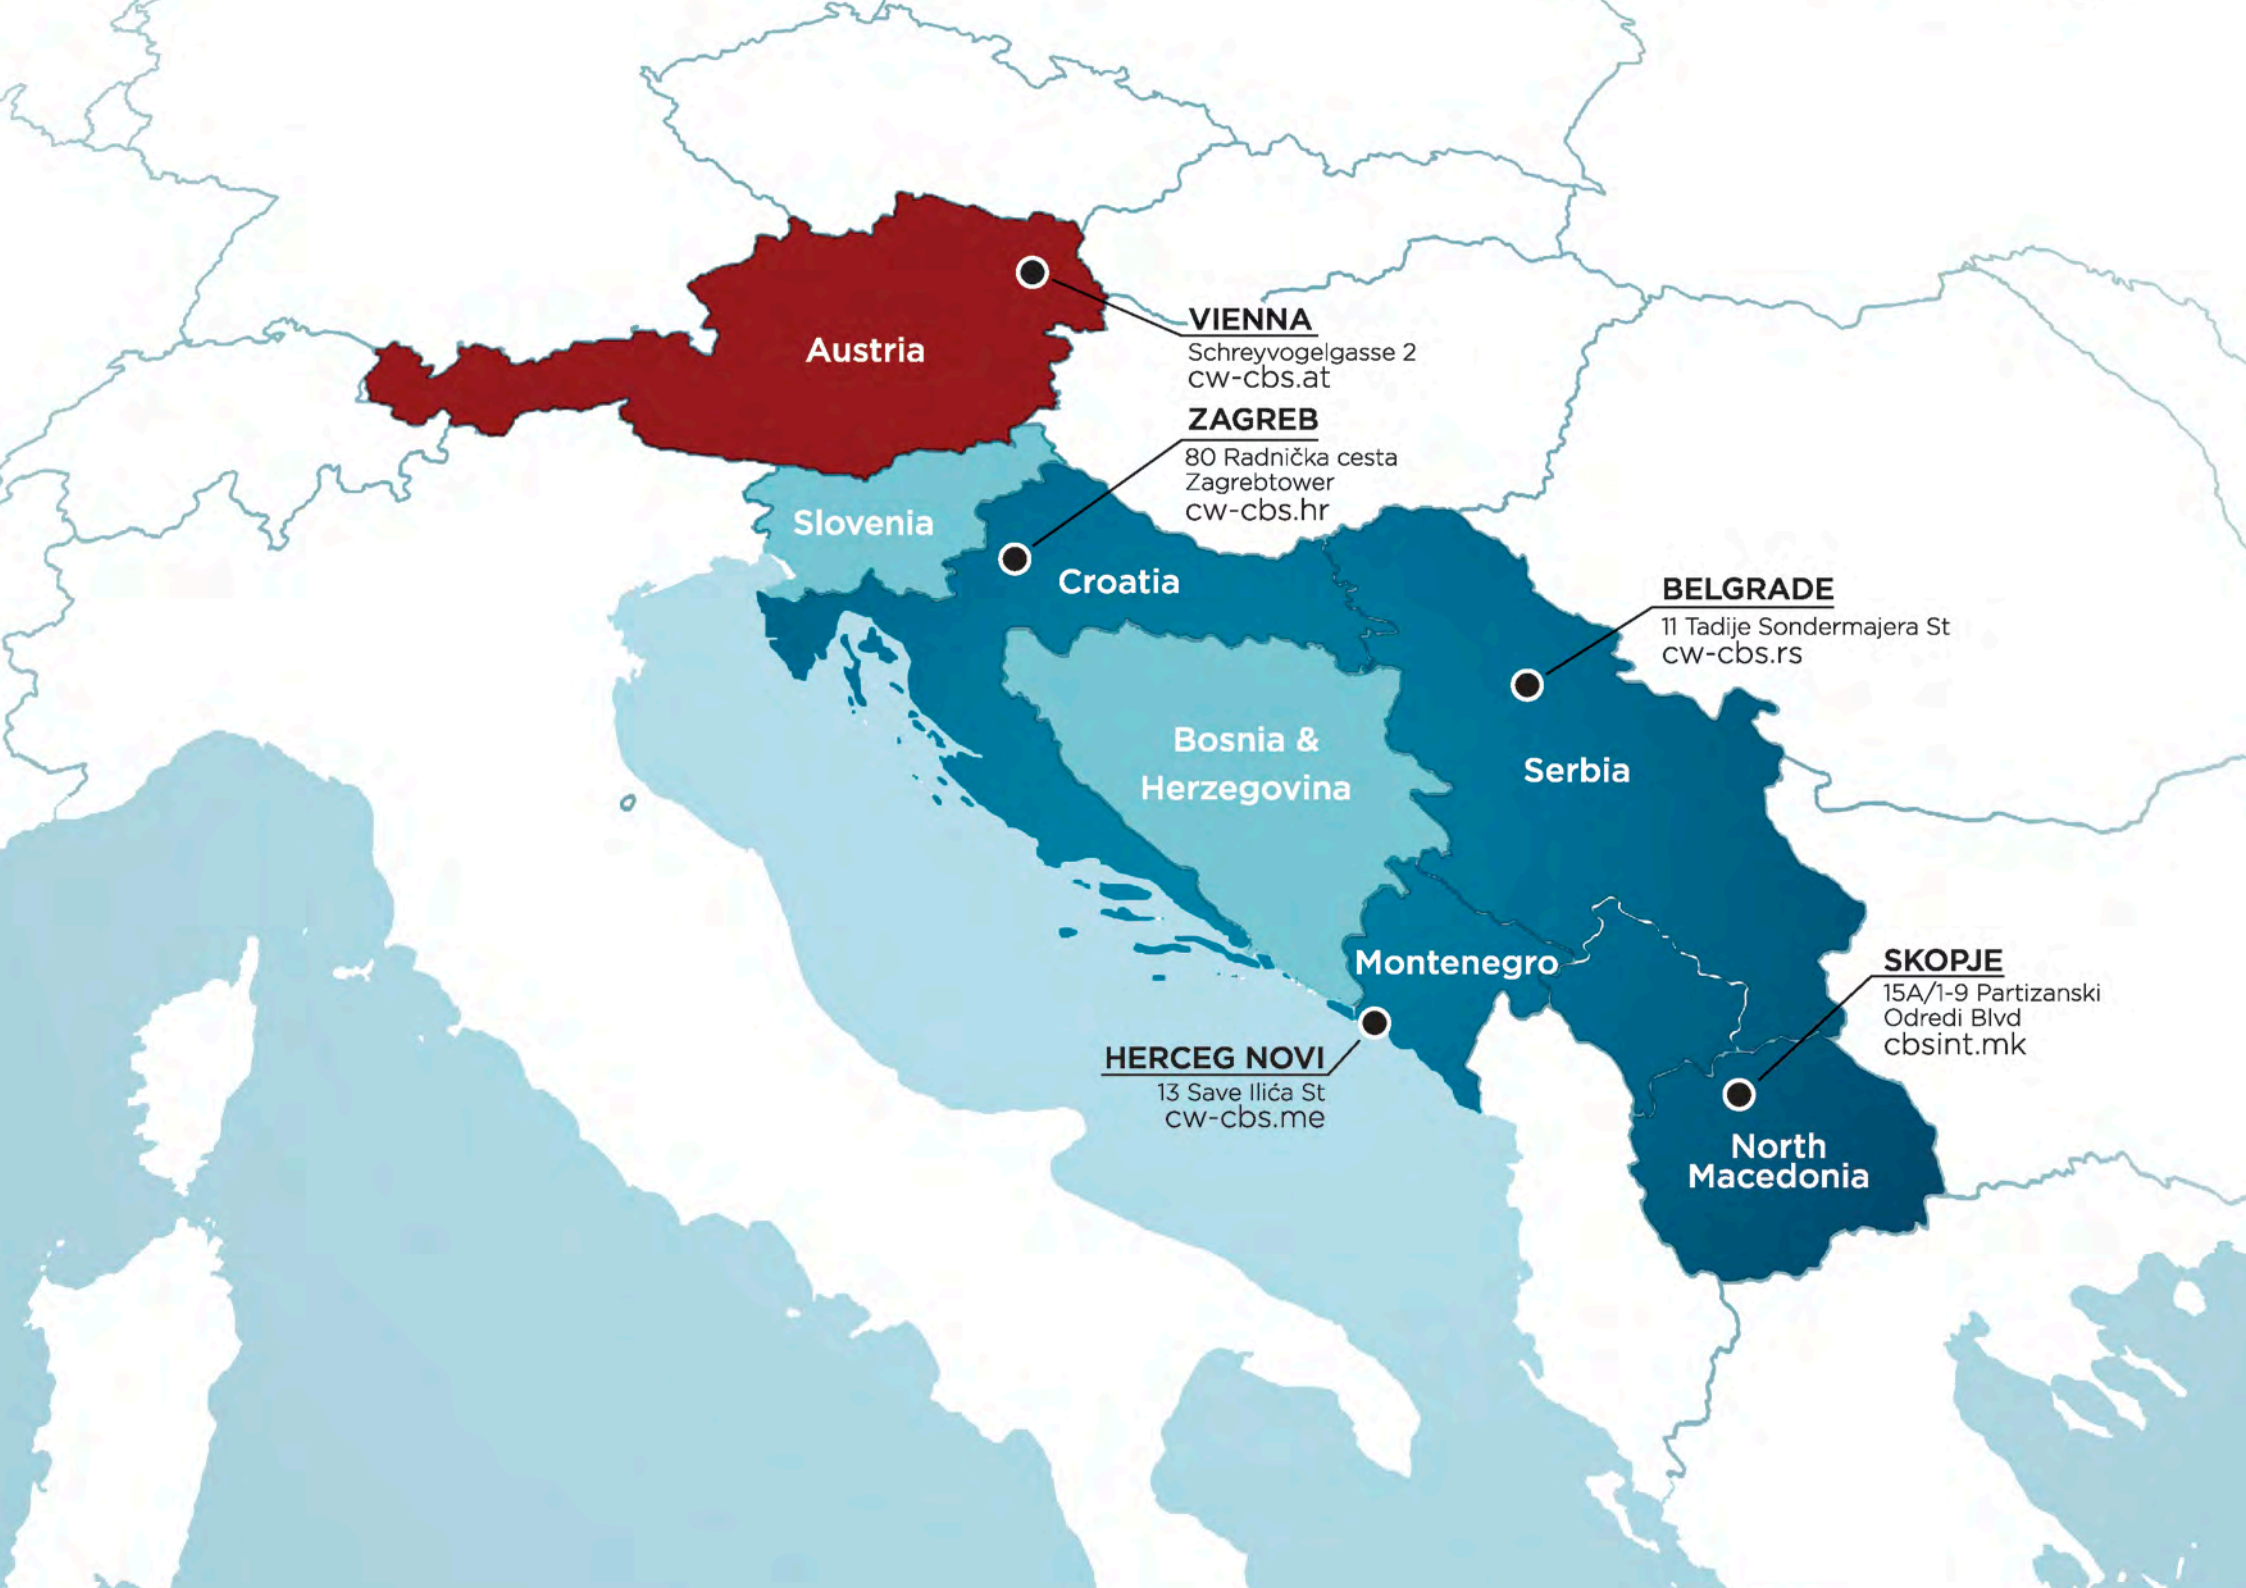 Austria
VIENNA
Schreyvogelgasse 2
cw-cbs.at
ZAGREB
80 Radnička cesta
Zagrebtower
cw-cbs.hr
Slovenia
Croatia
BELGRADE
11 Tadije Sondermajera St
cw-cbs.rs
Bosnia &
Herzegovina
Serbia
Montenegro
SKOPJE
15A/1-9 Partizanski
Odredi Blvd
cbsint.mk
HERCEG NOVI
13 Save Ilića St
cw-cbs.me
North
Macedonia